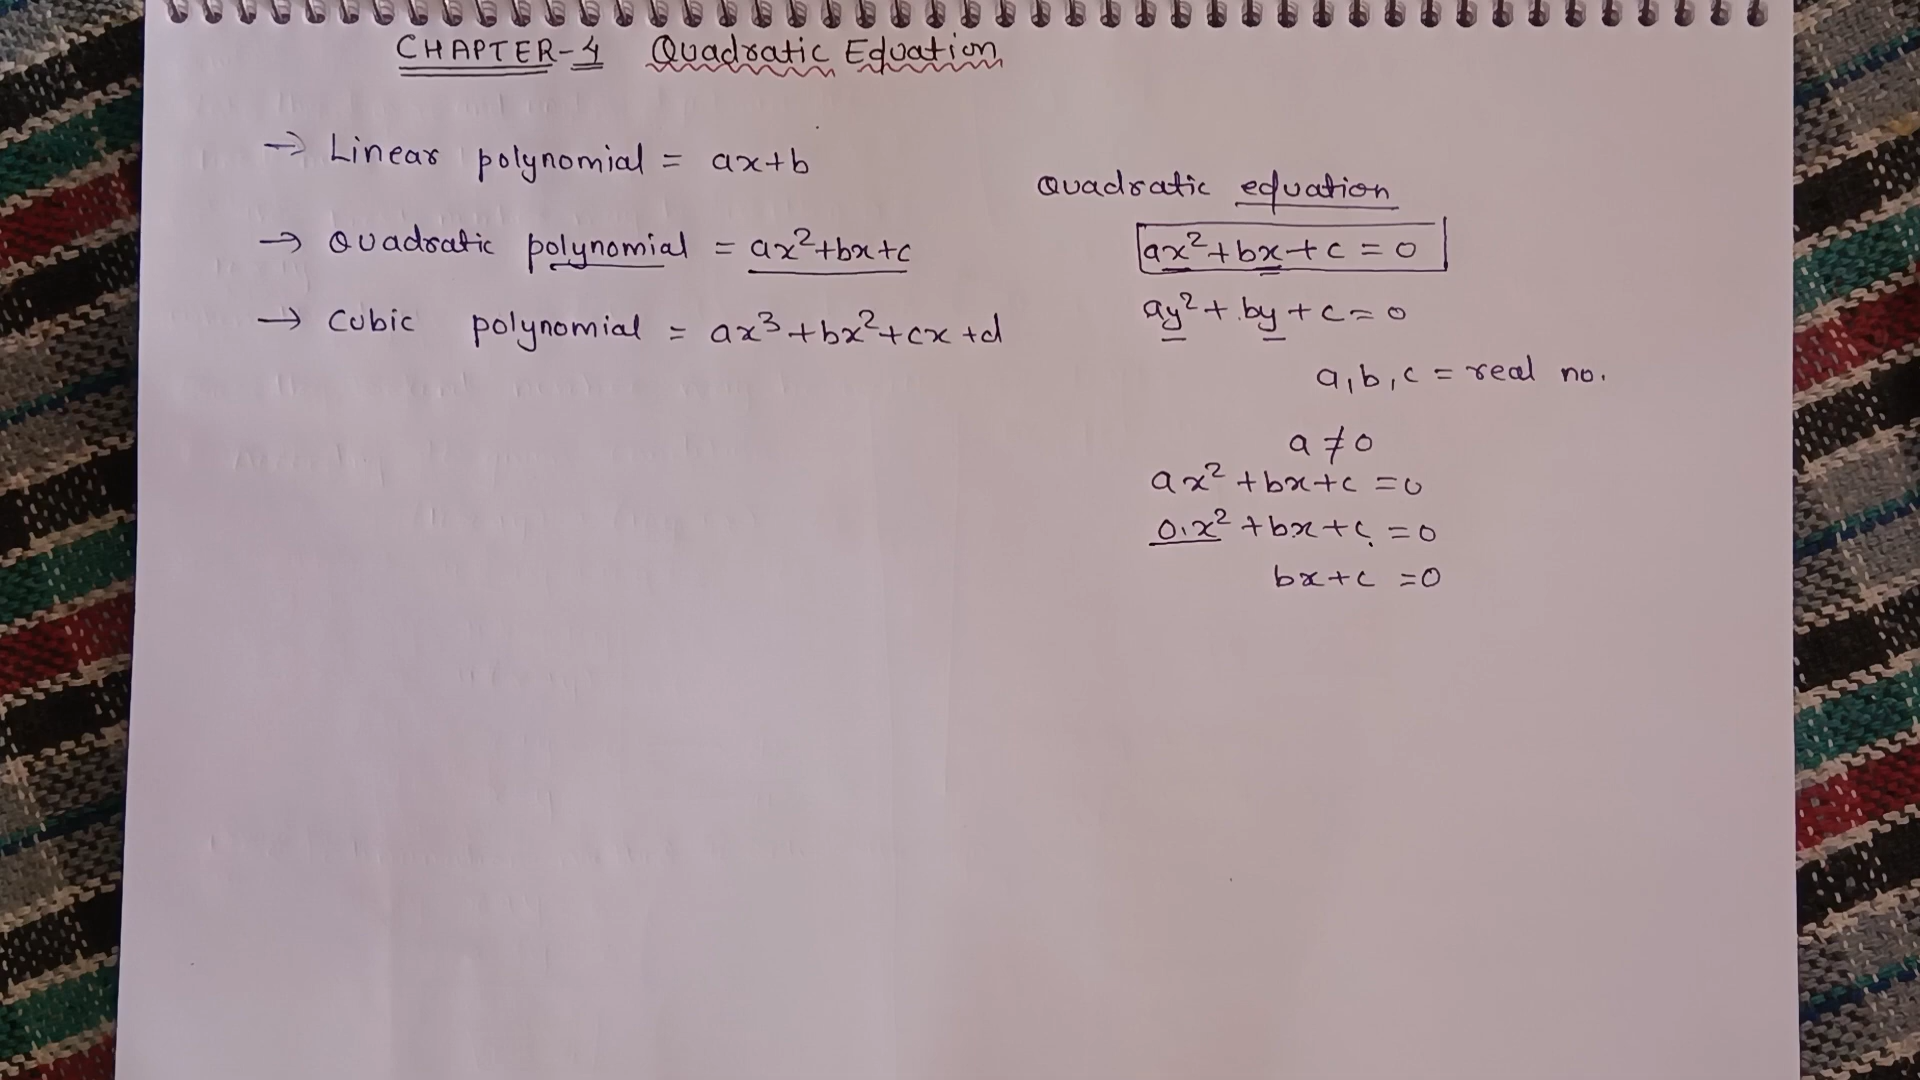 CHAPTER-4 Quadratic Equation
→ Linear polynomial = ax+b
→ Quadratic polynomial = ax²+bx+c
→ Cubic polynomial = ax³+bx²+cx+d
Quadratic equation
ax²+bx+c=0
ay²+by+c=0
a,b,c = real no.
a≠0
ax²+bx+c=0
0.x²+bx+c=0
bx+c=0